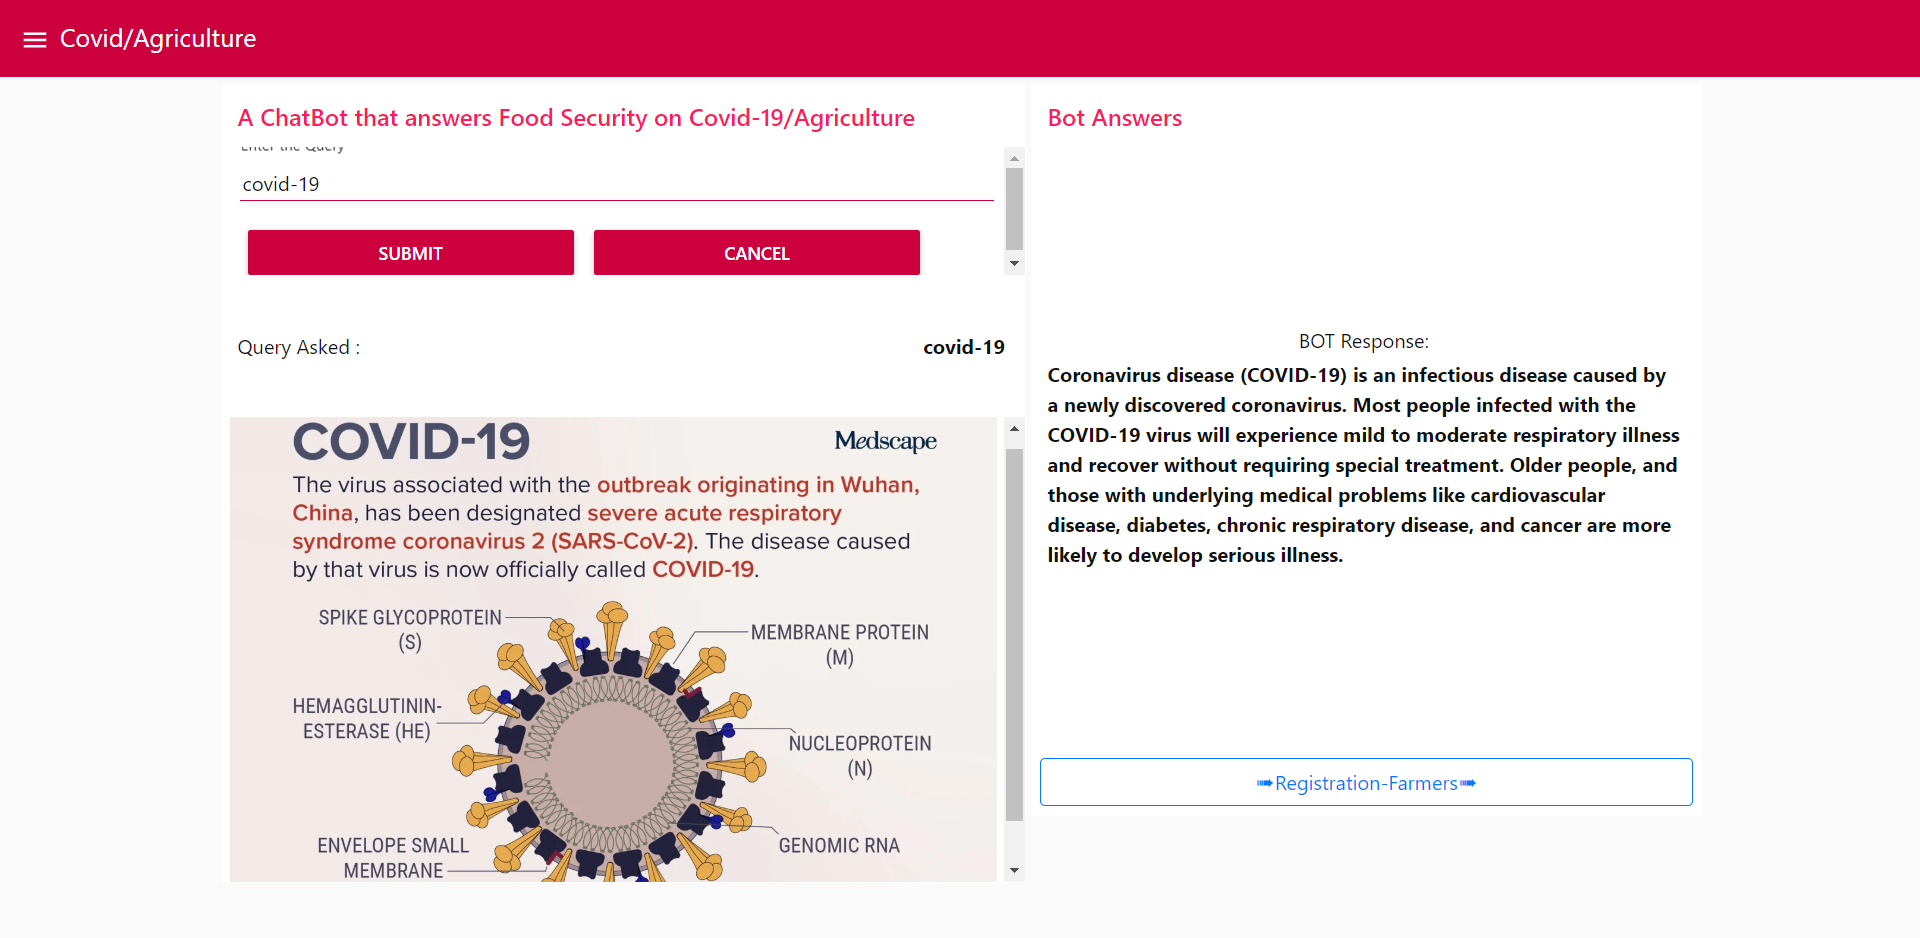 Covid/Agriculture
A ChatBot that answers Food Security on Covid-19/Agriculture
Enter the Query
covid-19
SUBMIT
CANCEL
Query Asked :
covid-19
COVID-19
Medscape
The virus associated with the outbreak originating in Wuhan,
China, has been designated severe acute respiratory
syndrome coronavirus 2 (SARS-CoV-2). The disease caused
by that virus is now officially called COVID-19.
SPIKE GLYCOPROTEIN
(S)
MEMBRANE PROTEIN
(M)
HEMAGGLUTININ-
ESTERASE (HE)
NUCLEOPROTEIN
(N)
ENVELOPE SMALL
MEMBRANE
GENOMIC RNA
Bot Answers
BOT Response:
Coronavirus disease (COVID-19) is an infectious disease caused by
a newly discovered coronavirus. Most people infected with the
COVID-19 virus will experience mild to moderate respiratory illness
and recover without requiring special treatment. Older people, and
those with underlying medical problems like cardiovascular
disease, diabetes, chronic respiratory disease, and cancer are more
likely to develop serious illness.
➠Registration-Farmers➠